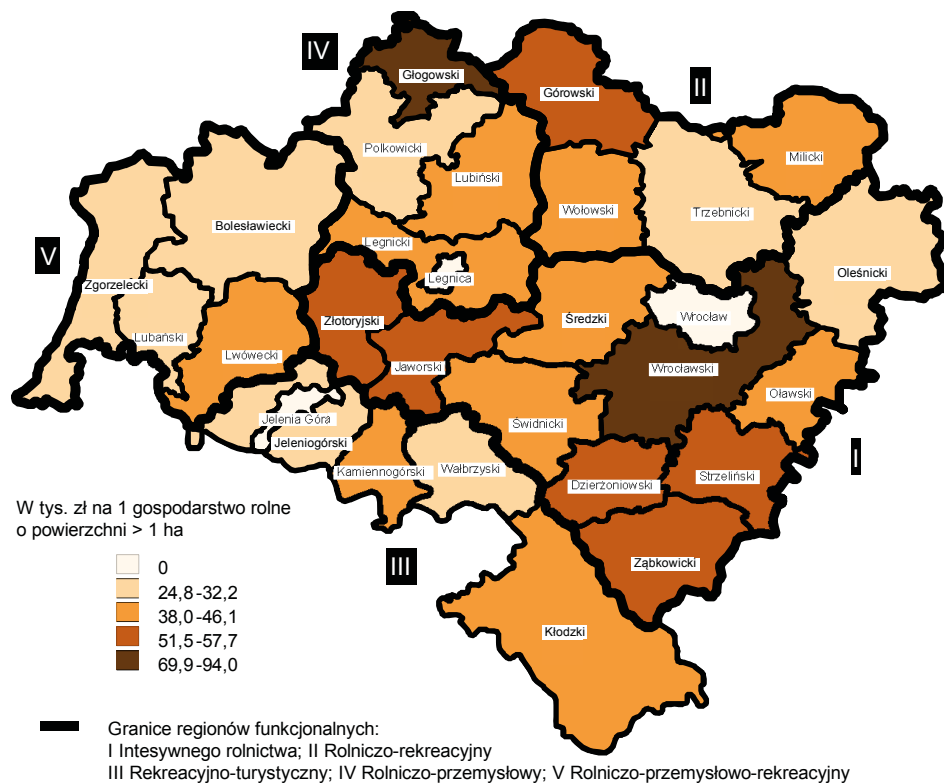 IV
Głogowski
Górowski
II
Milicki
Polkowicki
Lubiński
Wołowski
Trzebnicki
Bolesławiecki
Legnicki
V
Oleśnicki
Zgorzelecki
Legnica
Złotoryjski
Średzki
Wrocław
Lubański
Lwówecki
Jaworski
Wrocławski
Oławski
Jelenia Góra
Świdnicki
Jeleniogórski
I
Kamiennogórski
Wałbrzyski
Dzierżoniowski
Strzeliński
W tys. zł na 1 gospodarstwo rolne
o powierzchni > 1 ha
III
Ząbkowicki
0
24,8-32,2
38,0-46,1
Kłodzki
51,5-57,7
69,9-94,0
Granice regionów funkcjonalnych:
I Intesywnego rolnictwa; II Rolniczo-rekreacyjny
III Rekreacyjno-turystyczny; IV Rolniczo-przemysłowy; V Rolniczo-przemysłowo-rekreacyjny